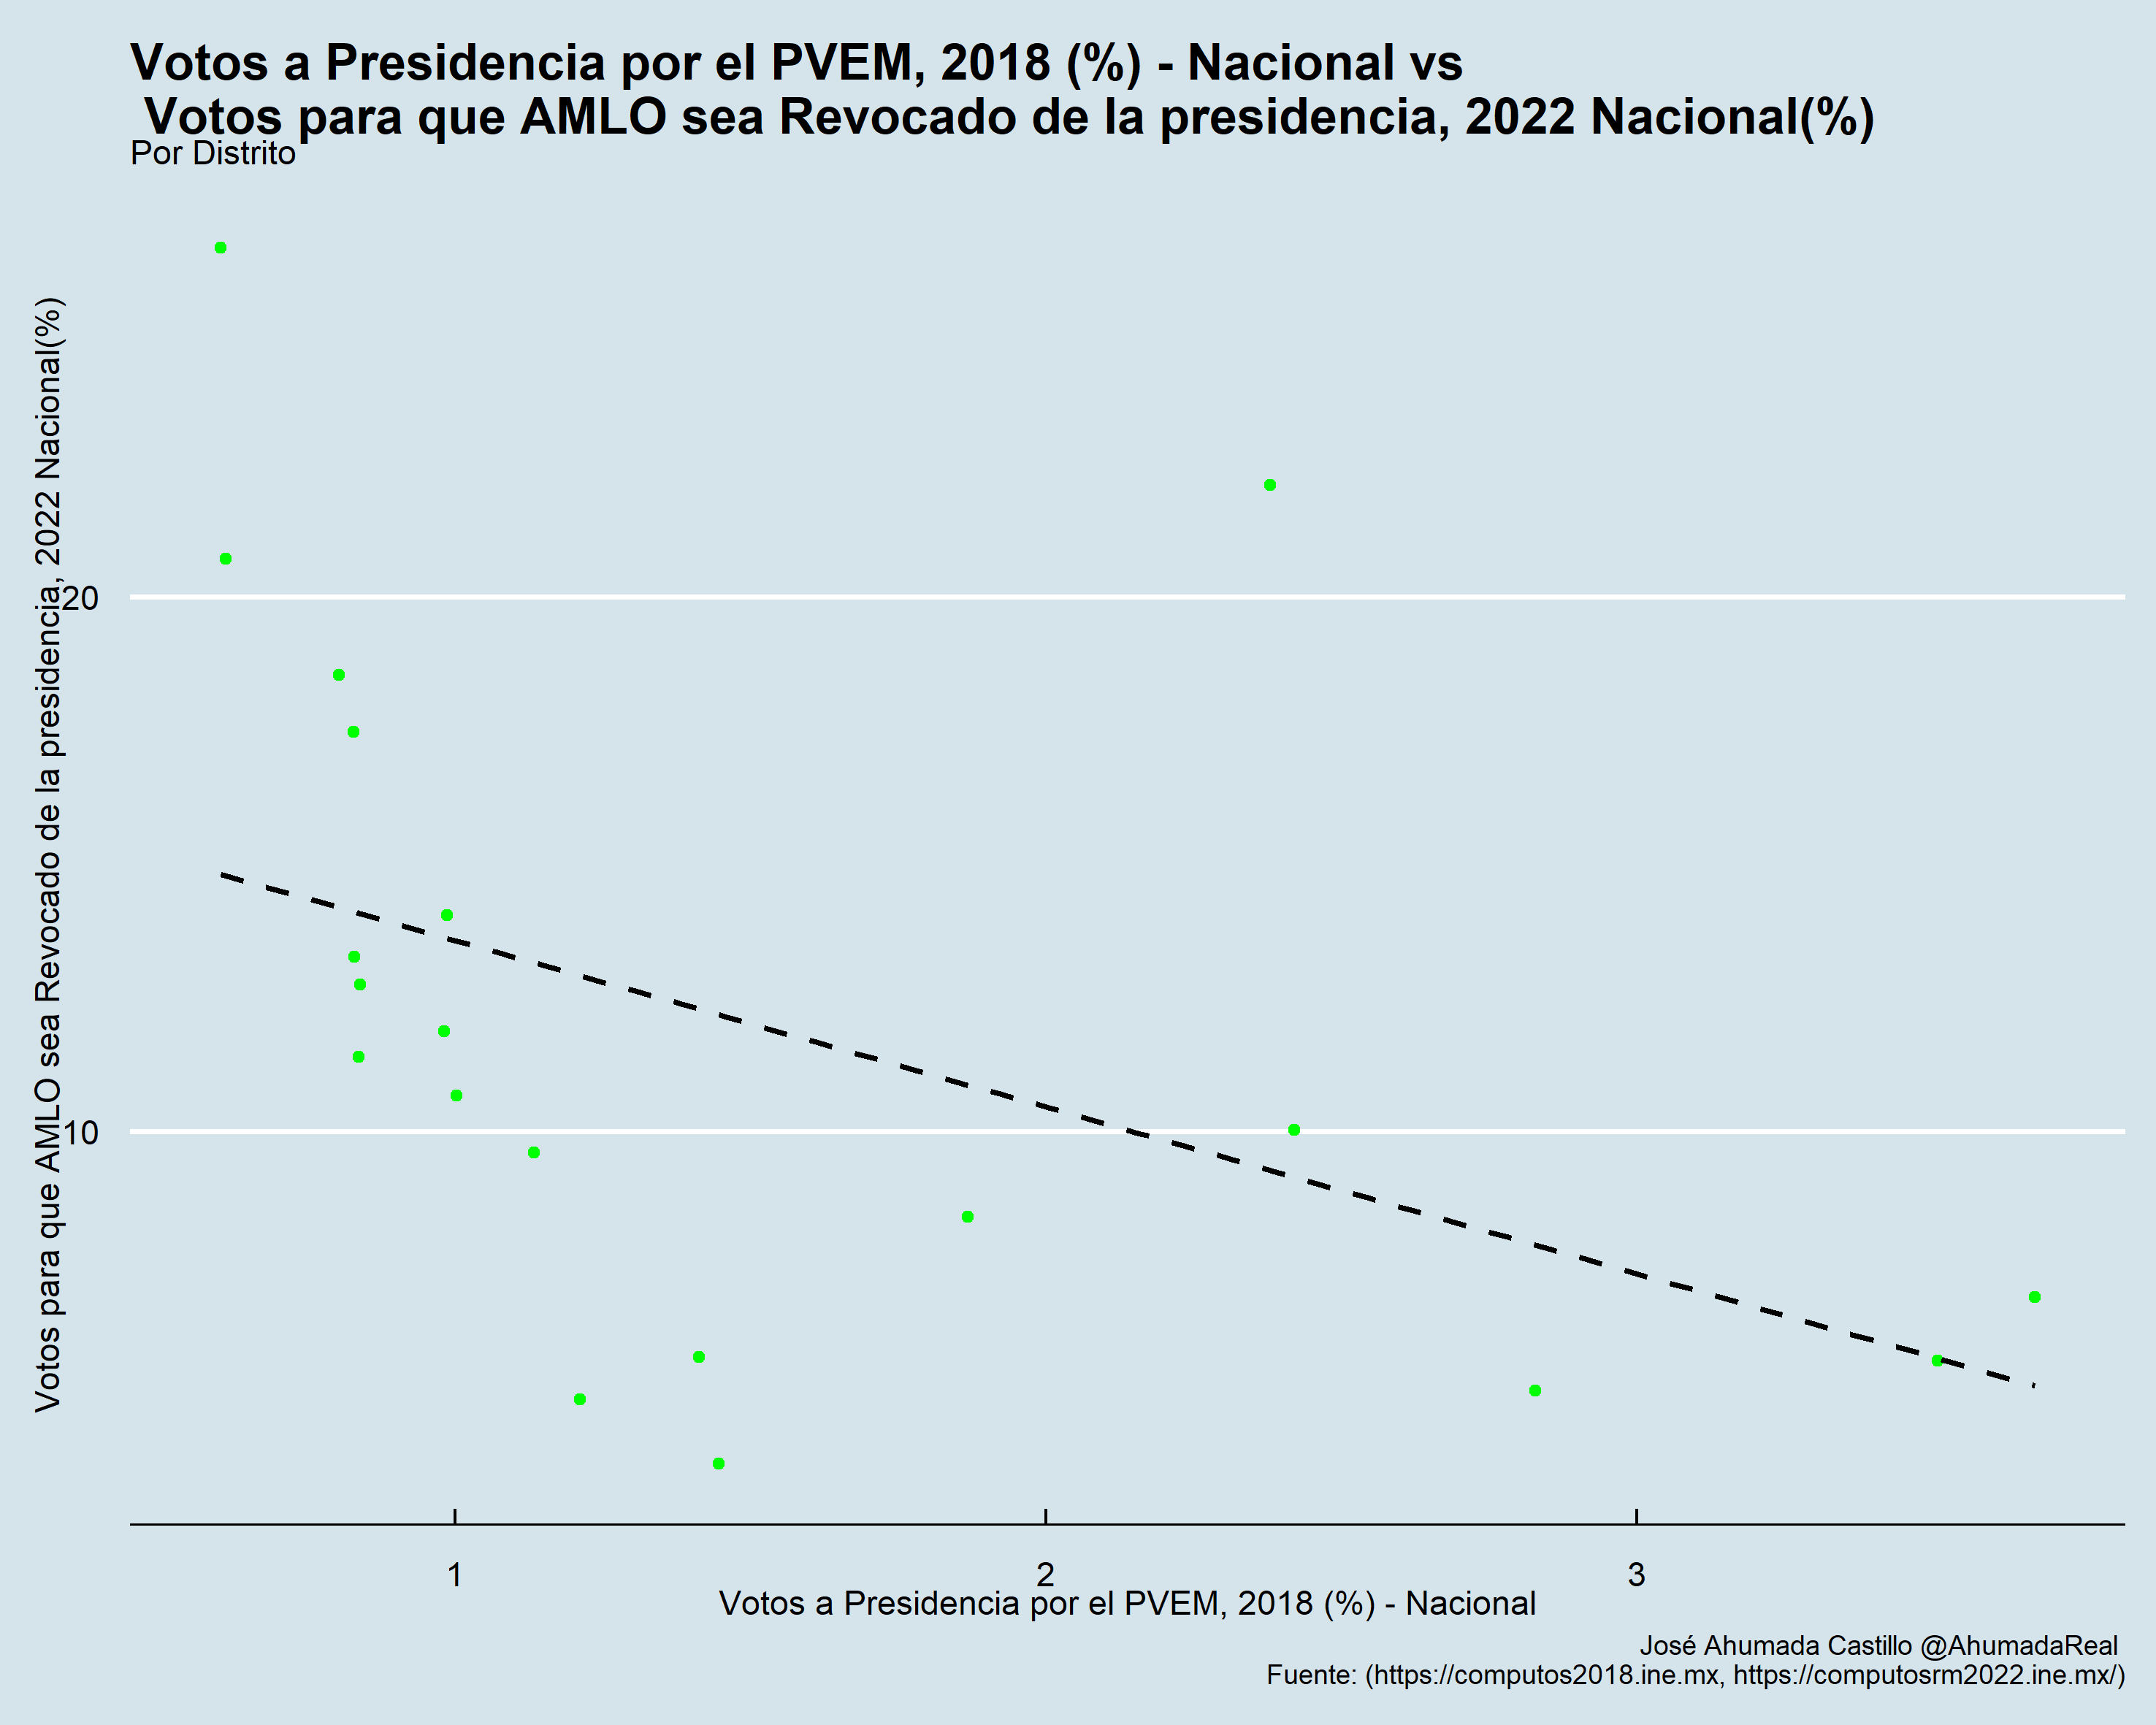 Votos a Presidencia por el PVEM, 2018 (%) - Nacional vs
Votos para que AMLO sea Revocado de la presidencia, 2022 Nacional(%)
Por Distrito
Votos para que AMLO sea Revocado de la presidencia, 2022 Nacional(%)
20
10
1
2
3
Votos a Presidencia por el PVEM, 2018 (%) - Nacional
José Ahumada Castillo @AhumadaReal
Fuente: (https://computos2018.ine.mx, https://computosrm2022.ine.mx/)